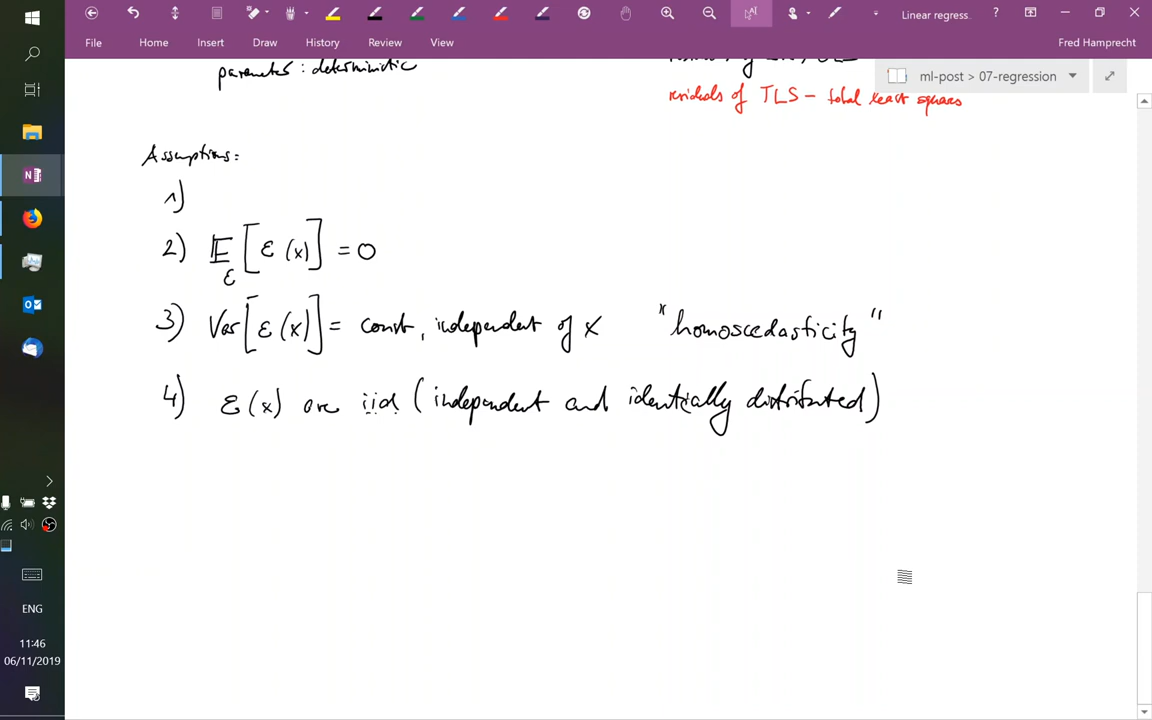 Linear regress.
File Home Insert Draw History Review View Fred Hamprecht
parameter : deterministic
ml-post > 07-regression
residuals of TLS - total least squares
Assumptions:
1)
2) 𝔼ε [ε(x)] = 0
3) Var[ε(x)] = const, independent of x "homoscedasticity"
4) ε(x) are iid (independent and identically distributed)
ENG
11:46
06/11/2019